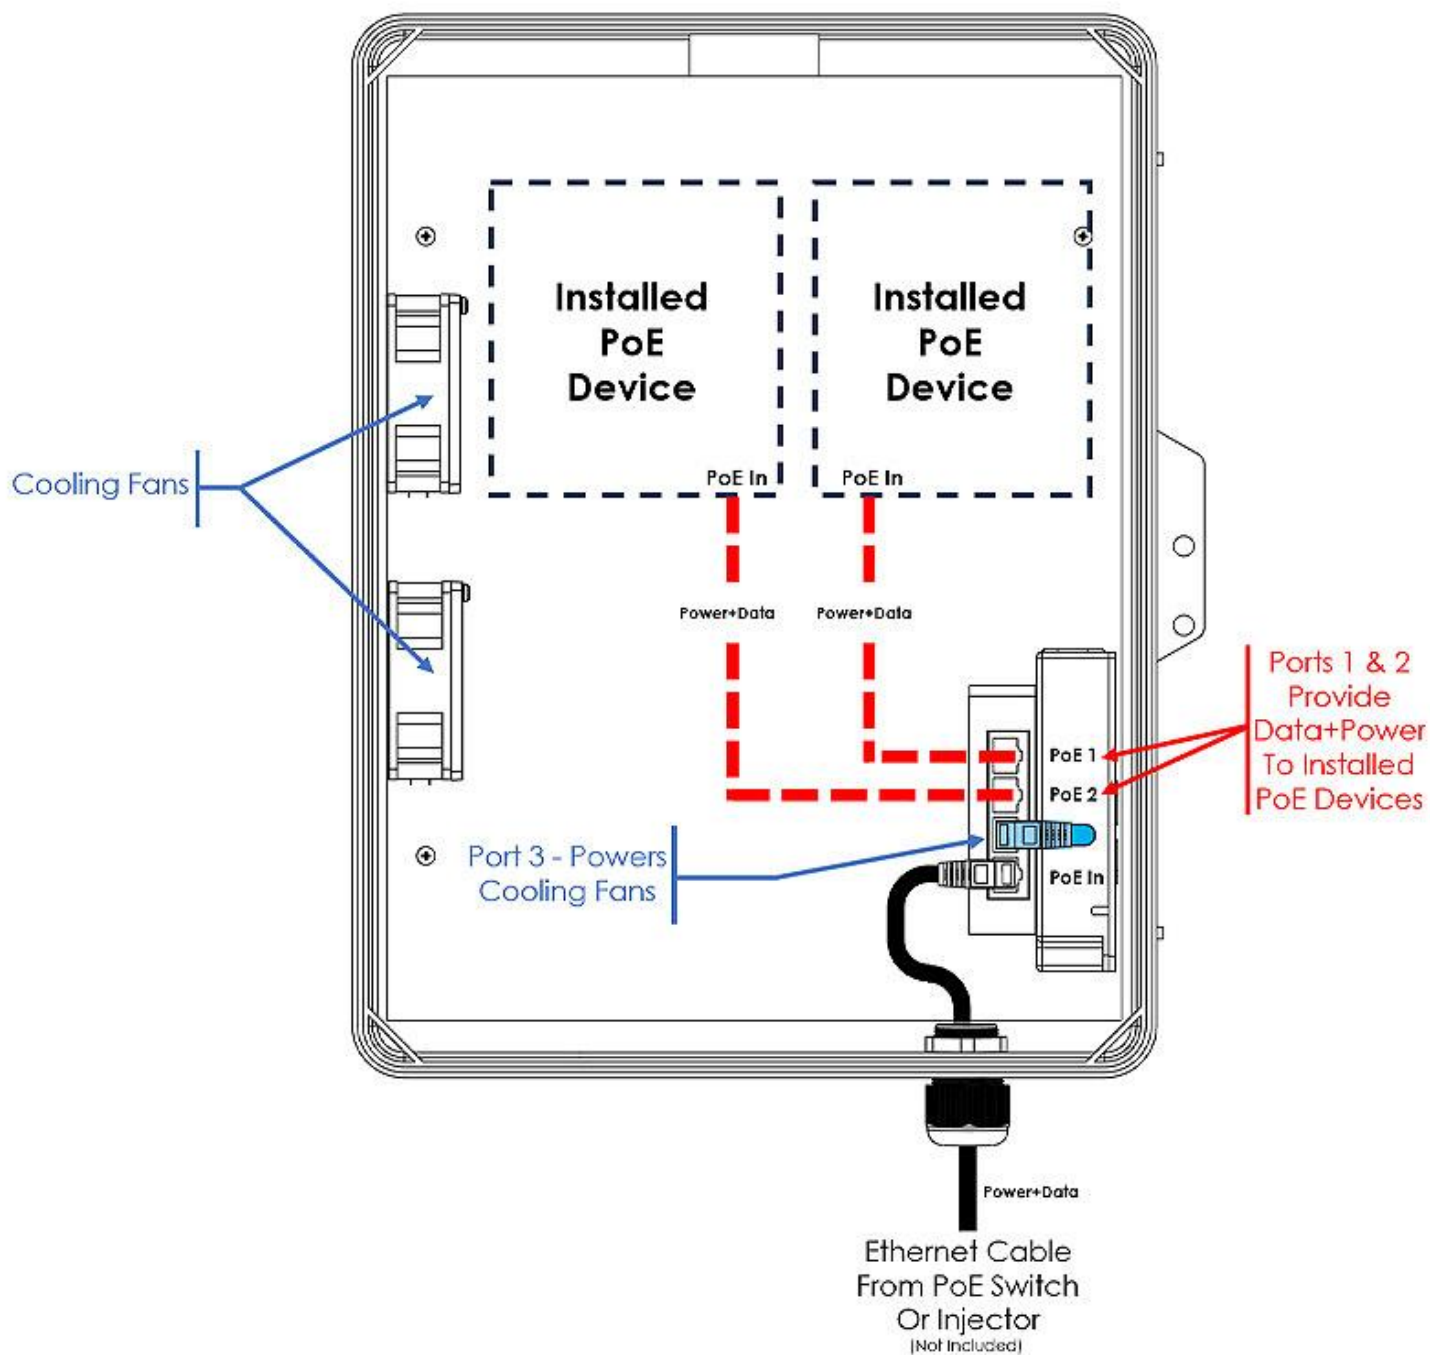 Installed
PoE
Device
PoE In
Installed
PoE
Device
PoE In
Cooling Fans
Power+Data
Power+Data
Ports 1 & 2
Provide
Data+Power
To Installed
PoE Devices
PoE 1
PoE 2
Port 3 - Powers
Cooling Fans
PoE In
Power+Data
Ethernet Cable
From PoE Switch
Or Injector
(Not Included)